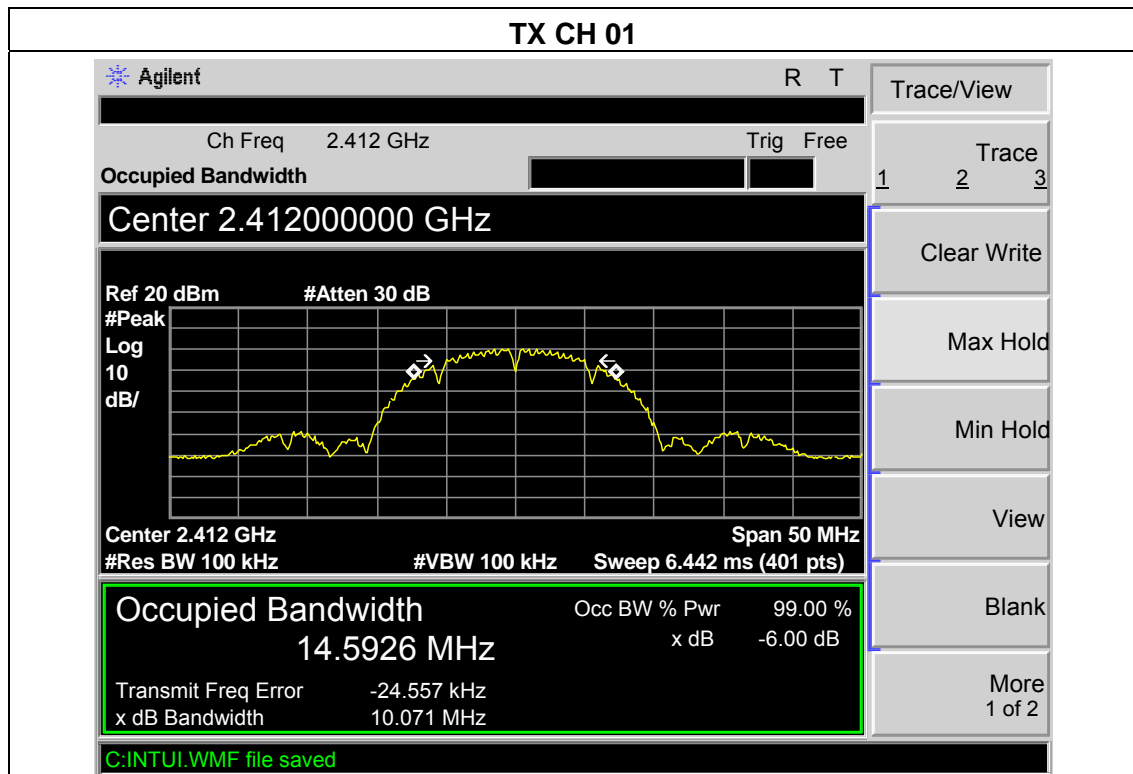 TX CH 01
Agilent R T
Trace/View
Ch Freq 2.412 GHz Trig Free
Occupied Bandwidth
Center 2.412000000 GHz
Ref 20 dBm #Atten 30 dB
#Peak
Log
10
dB/
Center 2.412 GHz Span 50 MHz
#Res BW 100 kHz #VBW 100 kHz Sweep 6.442 ms (401 pts)
Occupied Bandwidth Occ BW % Pwr 99.00 %
14.5926 MHz x dB -6.00 dB
Transmit Freq Error -24.557 kHz
x dB Bandwidth 10.071 MHz
C:INTUI.WMF file saved
Trace
1 2 3
Clear Write
Max Hold
Min Hold
View
Blank
More
1 of 2